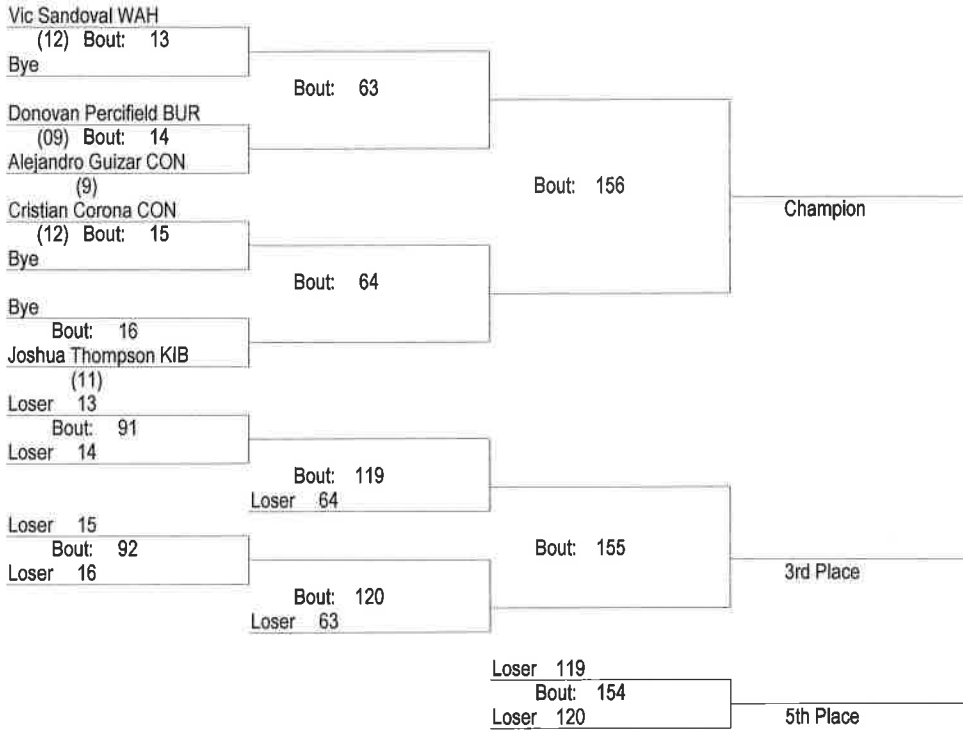 Vic Sandoval WAH
(12) Bout: 13
Bye
Bout: 63
Donovan Percifield BUR
(09) Bout: 14
Alejandro Guizar CON
(9)
Bout: 156
Cristian Corona CON
Champion
(12) Bout: 15
Bye
Bout: 64
Bye
Bout: 16
Joshua Thompson KIB
(11)
Loser 13
Bout: 91
Loser 14
Bout: 119
Loser 64
Loser 15
Bout: 92
Bout: 155
Loser 16
3rd Place
Bout: 120
Loser 63
Loser 119
Bout: 154
Loser 120
5th Place